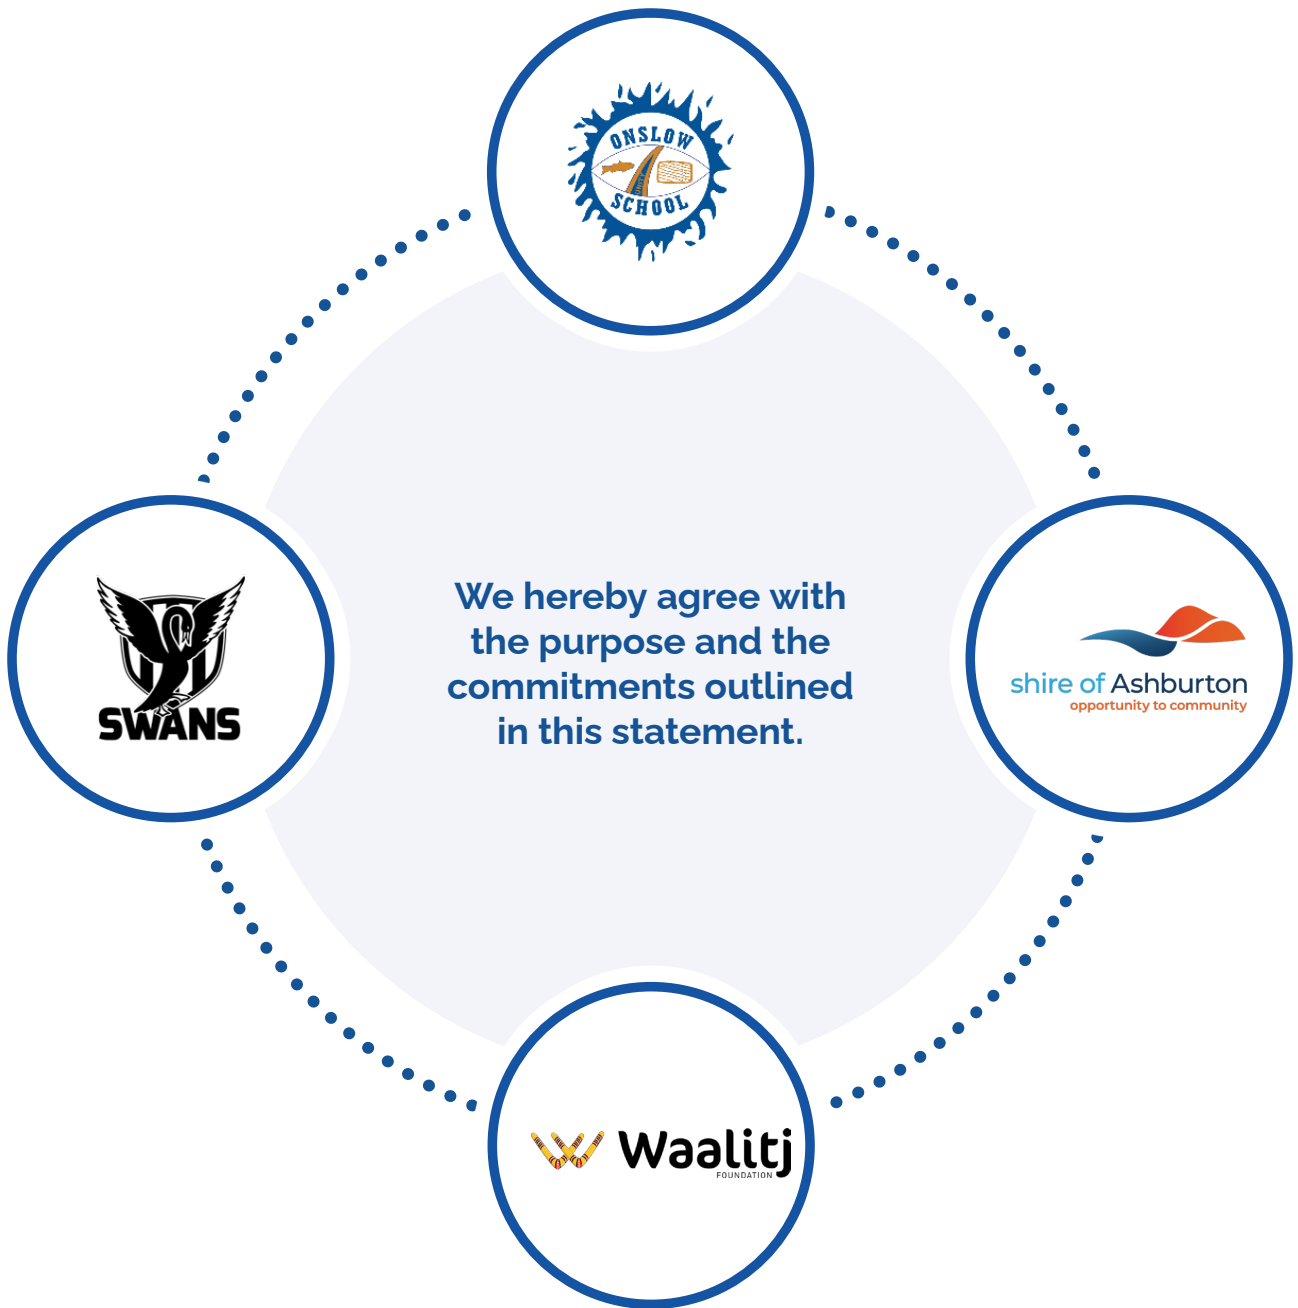 ONSLOW
UNITY
SCHOOL
We hereby agree with
the purpose and the
commitments outlined
in this statement.
SWANS
shire of Ashburton
opportunity to community
Waalitj
FOUNDATION